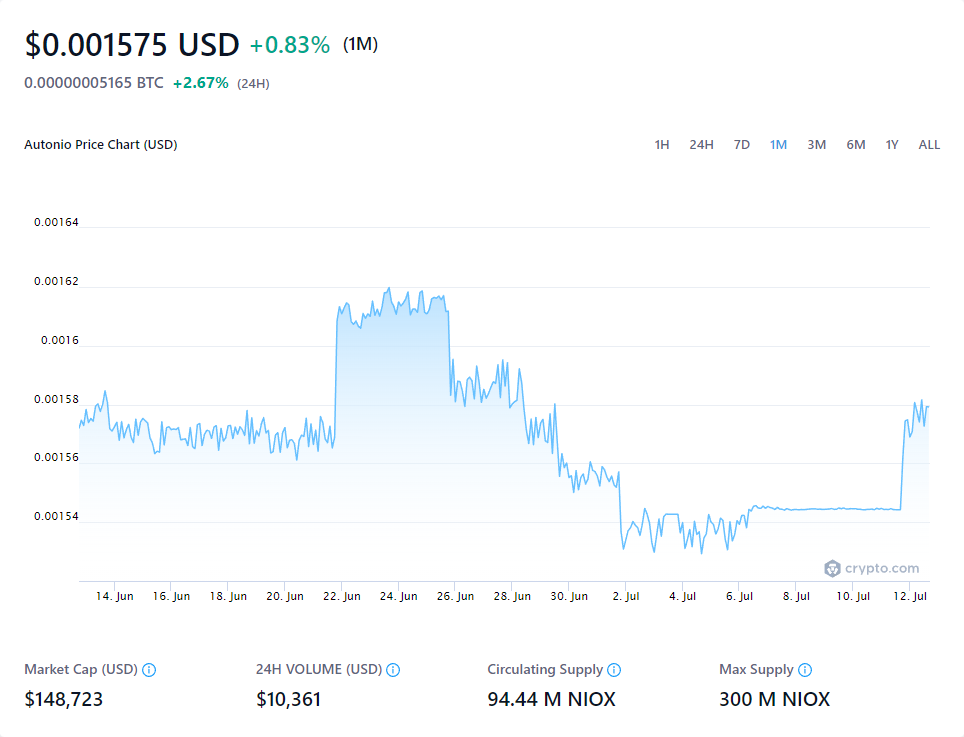 $0.001575 USD +0.83% (1M)
0.00000005165 BTC +2.67% (24H)
Autonio Price Chart (USD) 1H 24H 7D 1M 3M 6M 1Y ALL
0.00164
0.00162
0.0016
0.00158
0.00156
0.00154
crypto.com
14. Jun 16. Jun 18. Jun 20. Jun 22. Jun 24. Jun 26. Jun 28. Jun 30. Jun 2. Jul 4. Jul 6. Jul 8. Jul 10. Jul 12. Jul
Market Cap (USD) 24H VOLUME (USD) Circulating Supply Max Supply
$148,723 $10,361 94.44 M NIOX 300 M NIOX